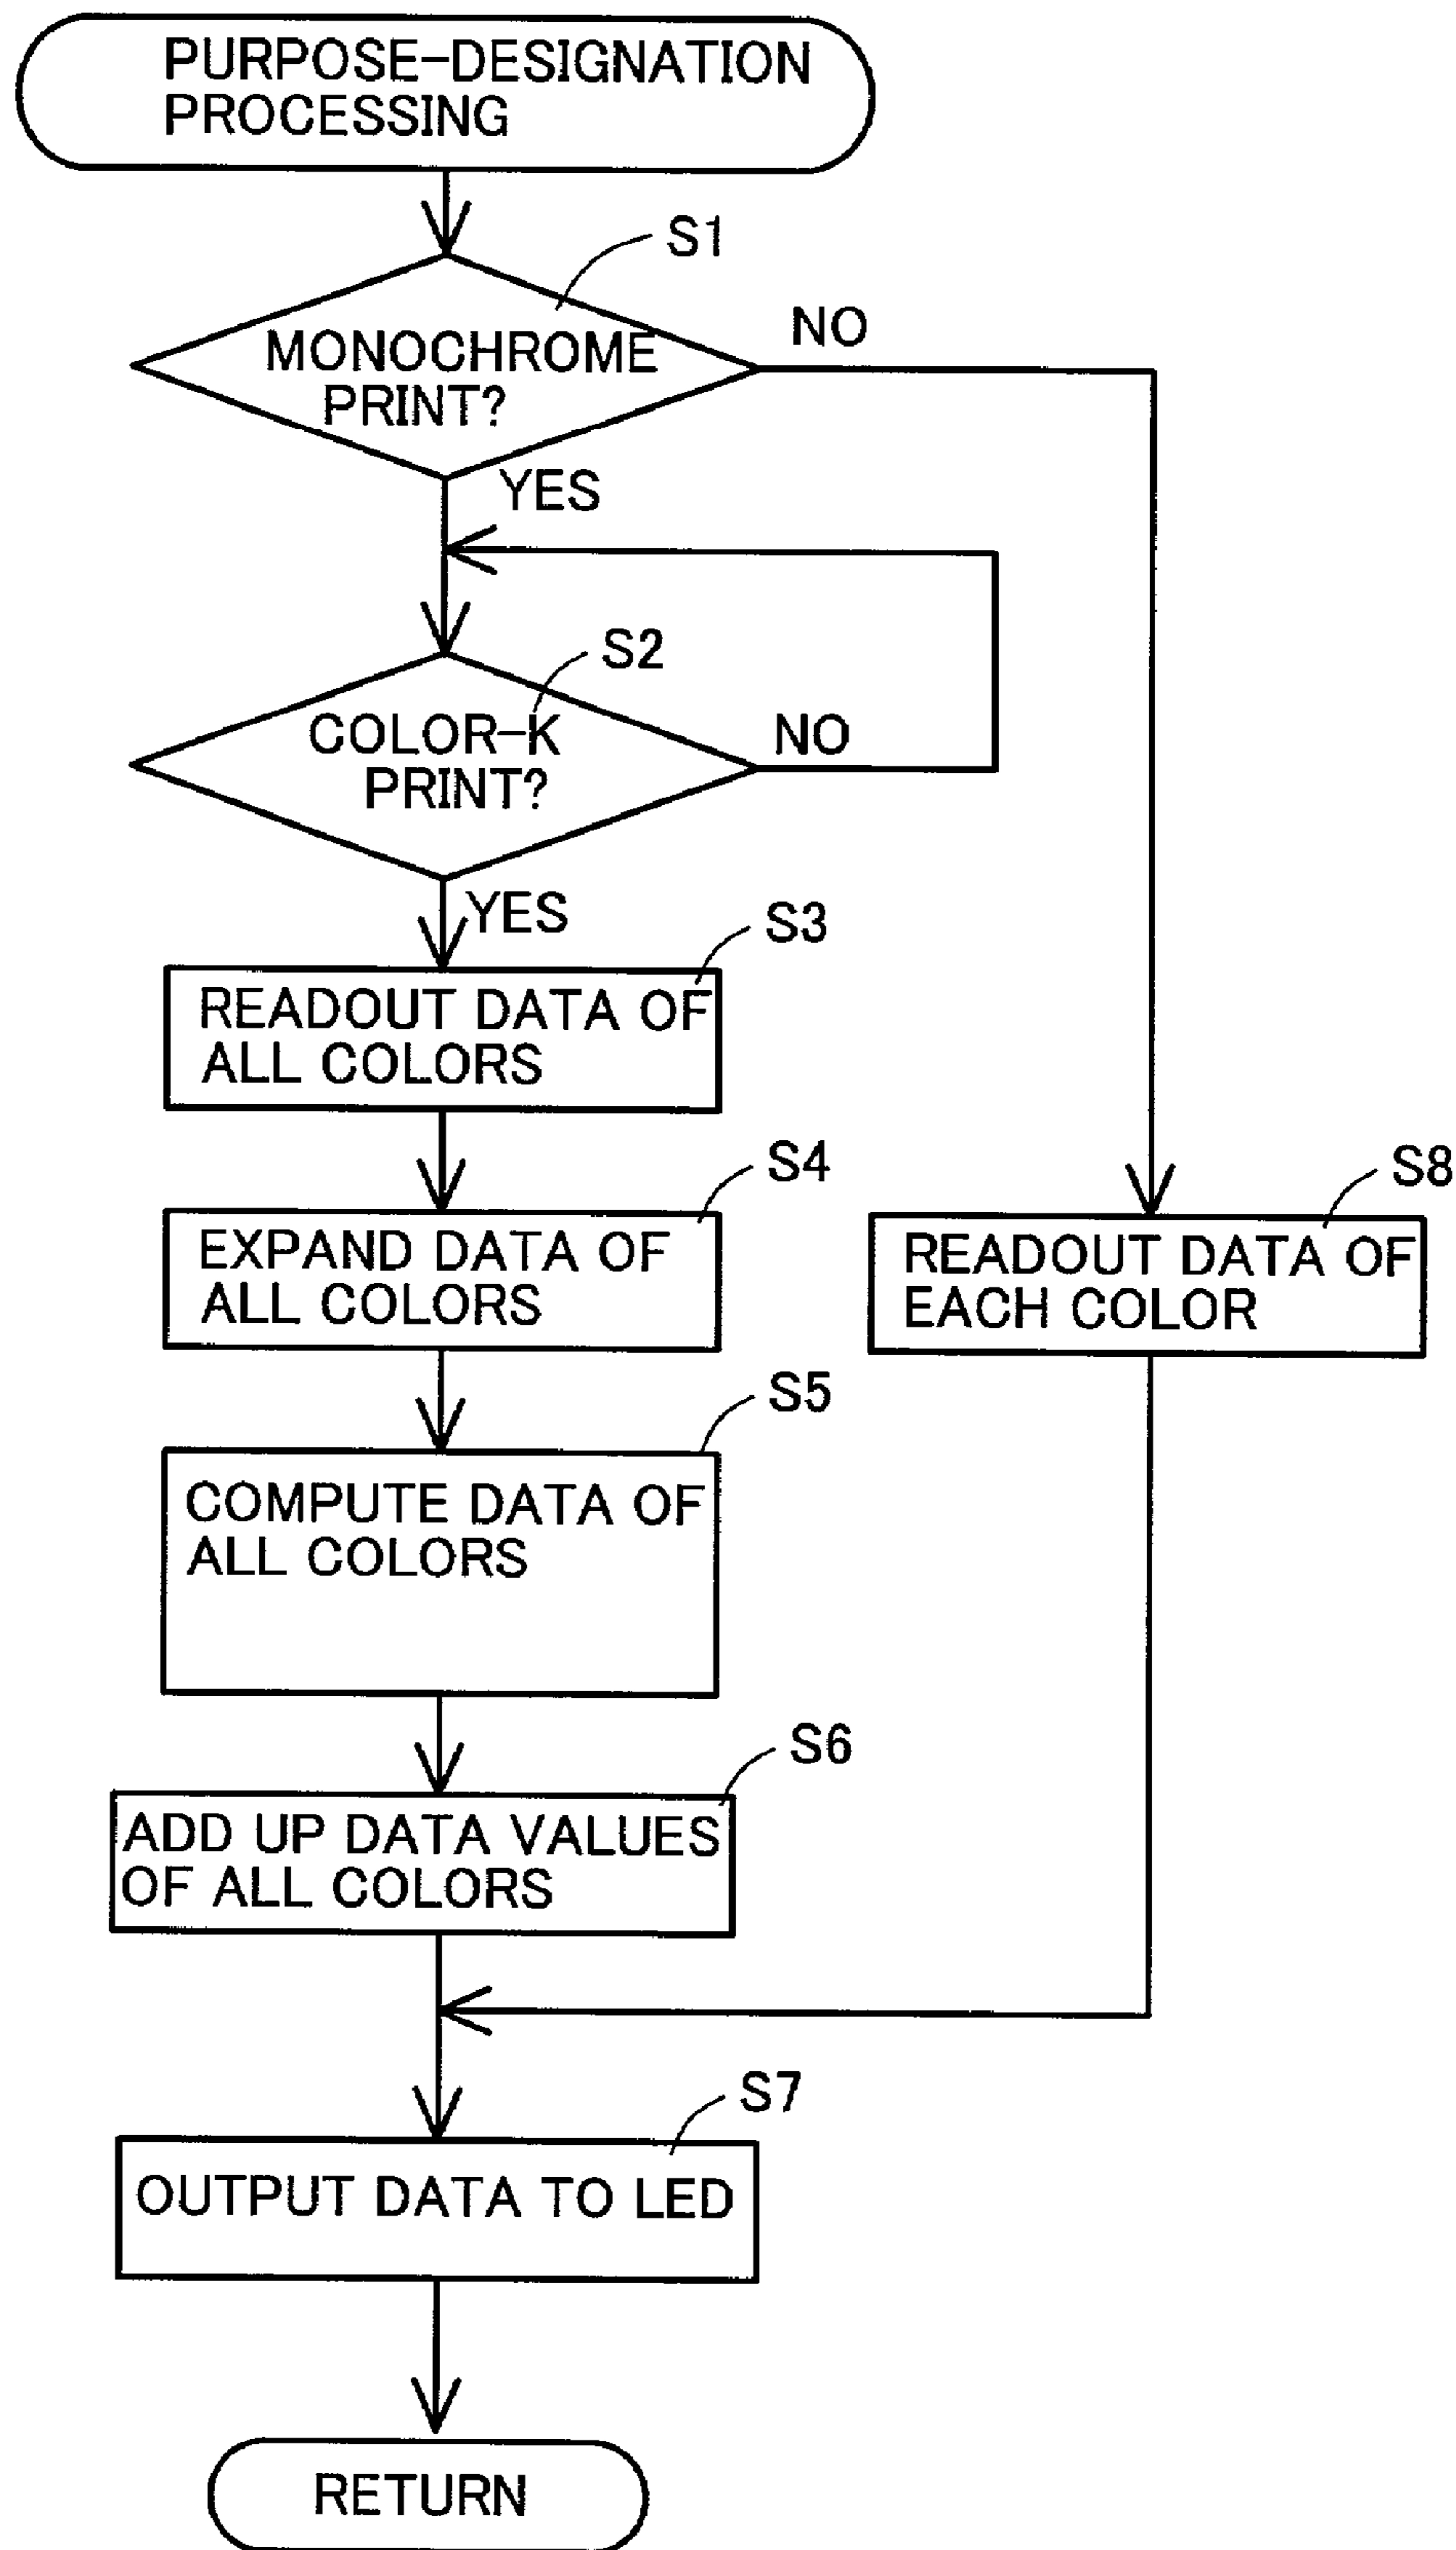 PURPOSE-DESIGNATION
PROCESSING
S1
MONOCHROME
PRINT?
NO
YES
S2
COLOR-K
PRINT?
NO
YES
S3
READOUT DATA OF
ALL COLORS
S4
EXPAND DATA OF
ALL COLORS
S8
READOUT DATA OF
EACH COLOR
S5
COMPUTE DATA OF
ALL COLORS
S6
ADD UP DATA VALUES
OF ALL COLORS
S7
OUTPUT DATA TO LED
RETURN